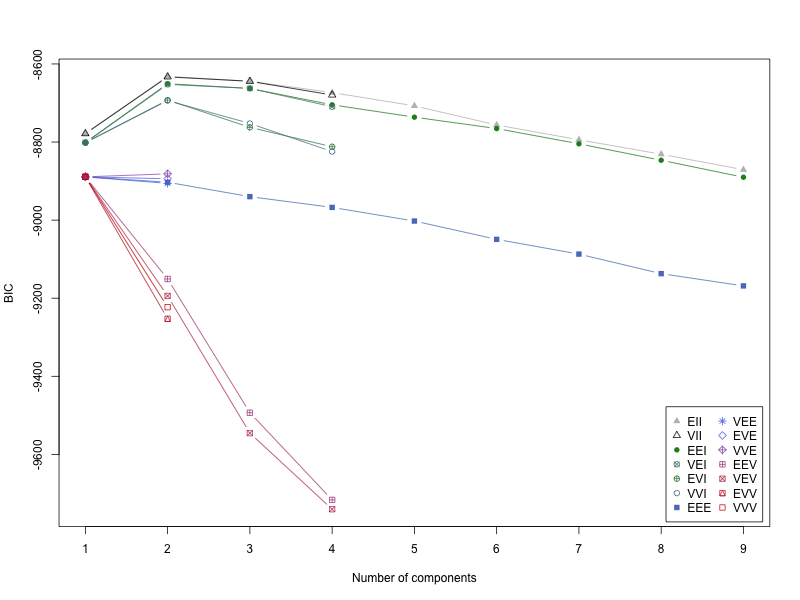 -8600
-8800
-9000
-9200
-9400
-9600
BIC
1 2 3 4 5 6 7 8 9
Number of components
EII VEE
VII EVE
EEI VVE
VEI EEV
EVI VEV
VVI EVV
EEE VVV